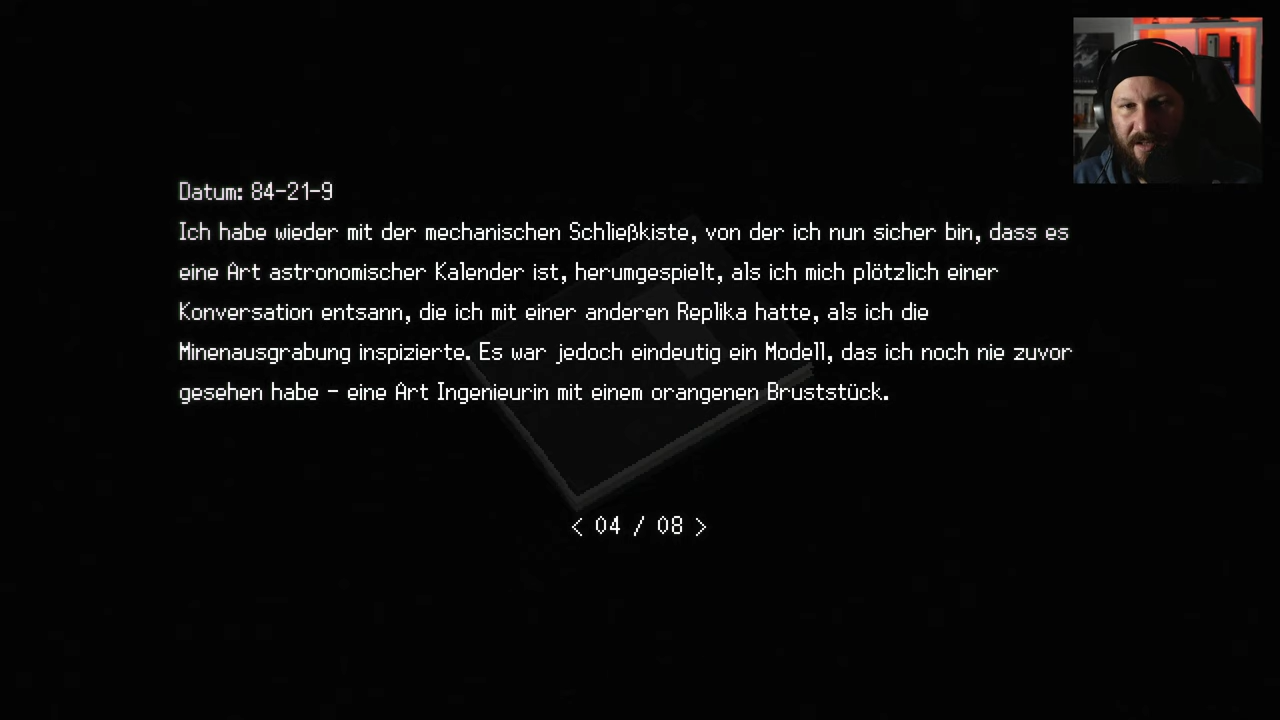 Datum: 84-21-9
Ich habe wieder mit der mechanischen Schließkiste, von der ich nun sicher bin, dass es
eine Art astronomischer Kalender ist, herumgespielt, als ich mich plötzlich einer
Konversation entsann, die ich mit einer anderen Replika hatte, als ich die
Minenausgrabung inspizierte. Es war jedoch eindeutig ein Modell, das ich noch nie zuvor
gesehen habe - eine Art Ingenieurin mit einem orangenen Bruststück.
< 04 / 08 >